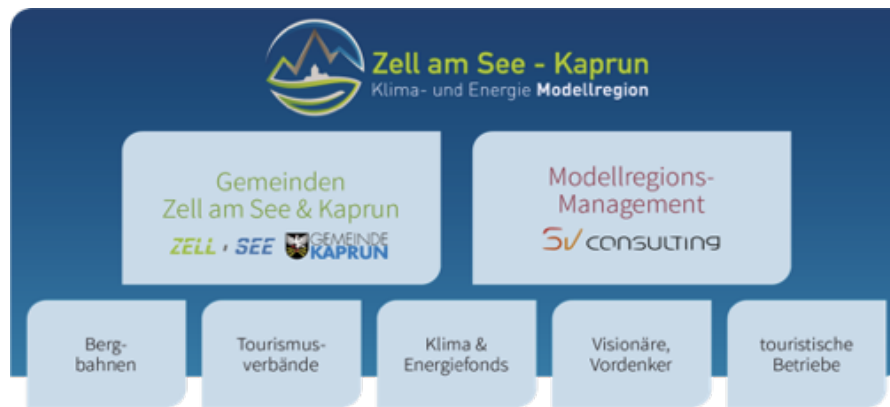 Zell am See - Kaprun
Klima- und Energie Modellregion
Gemeinden
Zell am See & Kaprun
ZELL SEE GEMEINDE KAPRUN
Modellregions-
Management
SV consulting
Berg-
bahnen
Tourismus-
verbände
Klima &
Energiefonds
Visionäre,
Vordenker
touristische
Betriebe